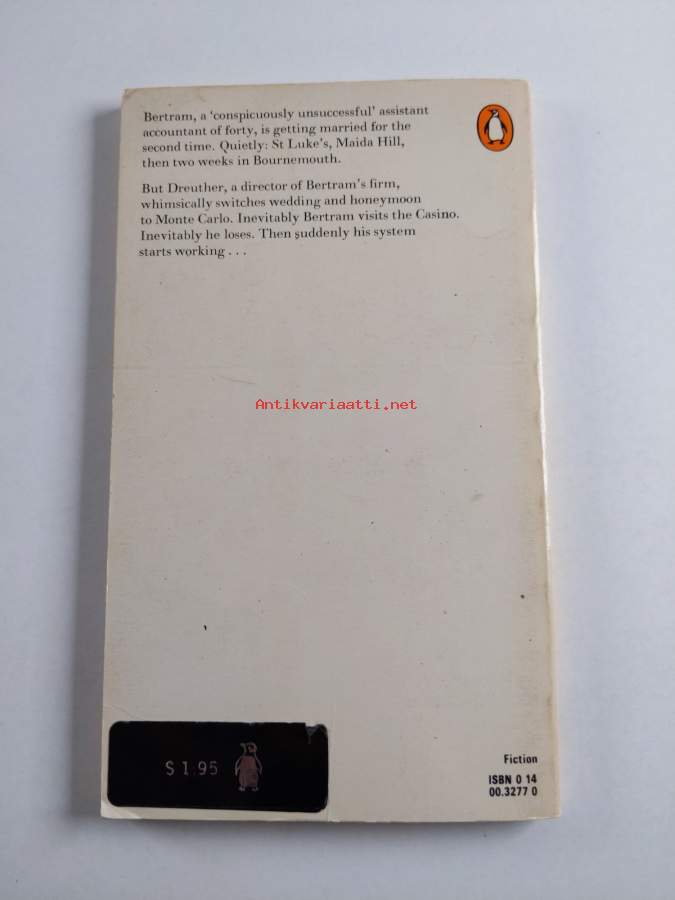 Bertram, a ‘conspicuously unsuccessful’ assistant
accountant of forty, is getting married for the
second time. Quietly: St Luke’s, Maida Hill,
then two weeks in Bournemouth.
But Dreuther, a director of Bertram’s firm,
whimsically switches wedding and honeymoon
to Monte Carlo. Inevitably Bertram visits the Casino.
Inevitably he loses. Then suddenly his system
starts working . . .
Antikvariaatti.net
$ 1.95
Fiction
ISBN 0 14
00.3277 0